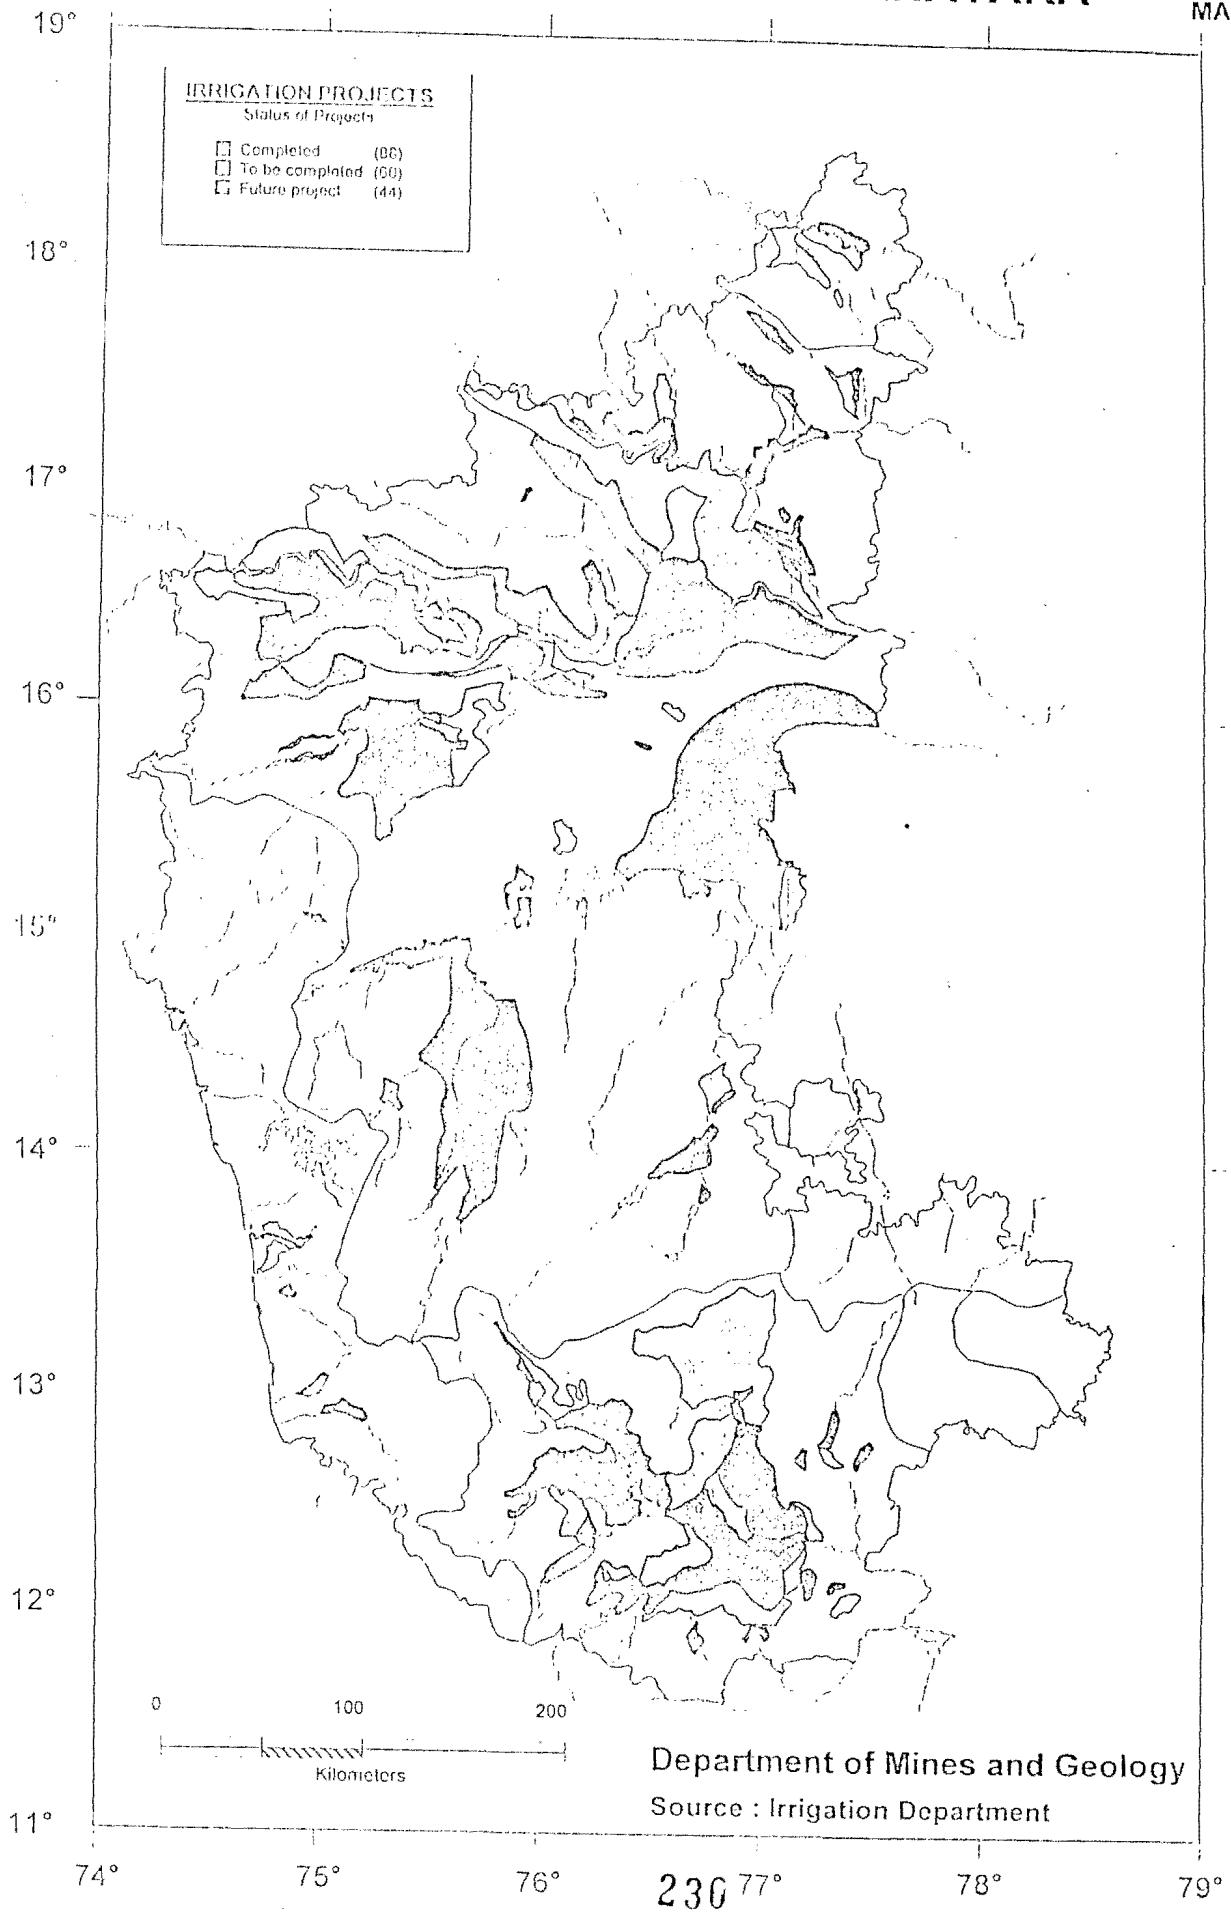 MA
19°
IRRIGATION PROJECTS
Status of Projects
Completed (86)
To be completed (60)
Future project (44)
18°
17°
16°
15°
14°
13°
12°
0 100 200
Kilometers
Department of Mines and Geology
Source : Irrigation Department
11°
74° 75° 76° 77° 78° 79°
230